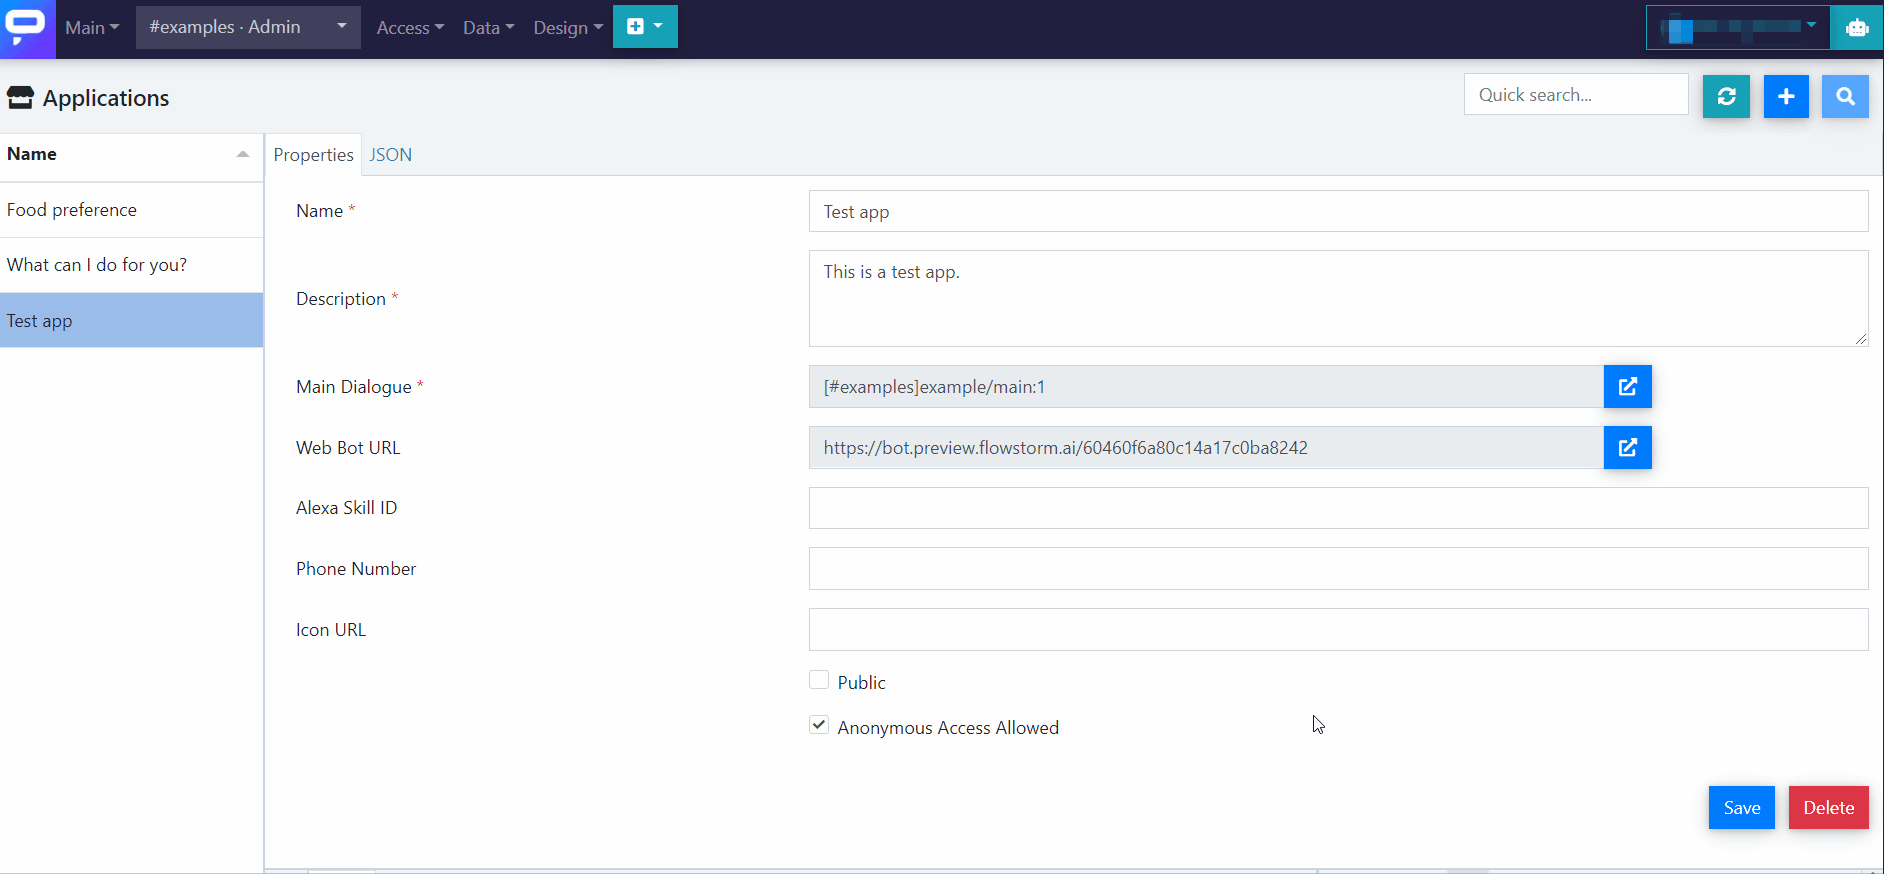 Main
#examples · Admin
Access
Data
Design
Applications
Quick search...
Name
Food preference
What can I do for you?
Test app
Properties
JSON
Name *
Test app
Description *
This is a test app.
Main Dialogue *
[#examples]example/main:1
Web Bot URL
https://bot.preview.flowstorm.ai/60460f6a80c14a17c0ba8242
Alexa Skill ID
Phone Number
Icon URL
Public
Anonymous Access Allowed
Save
Delete